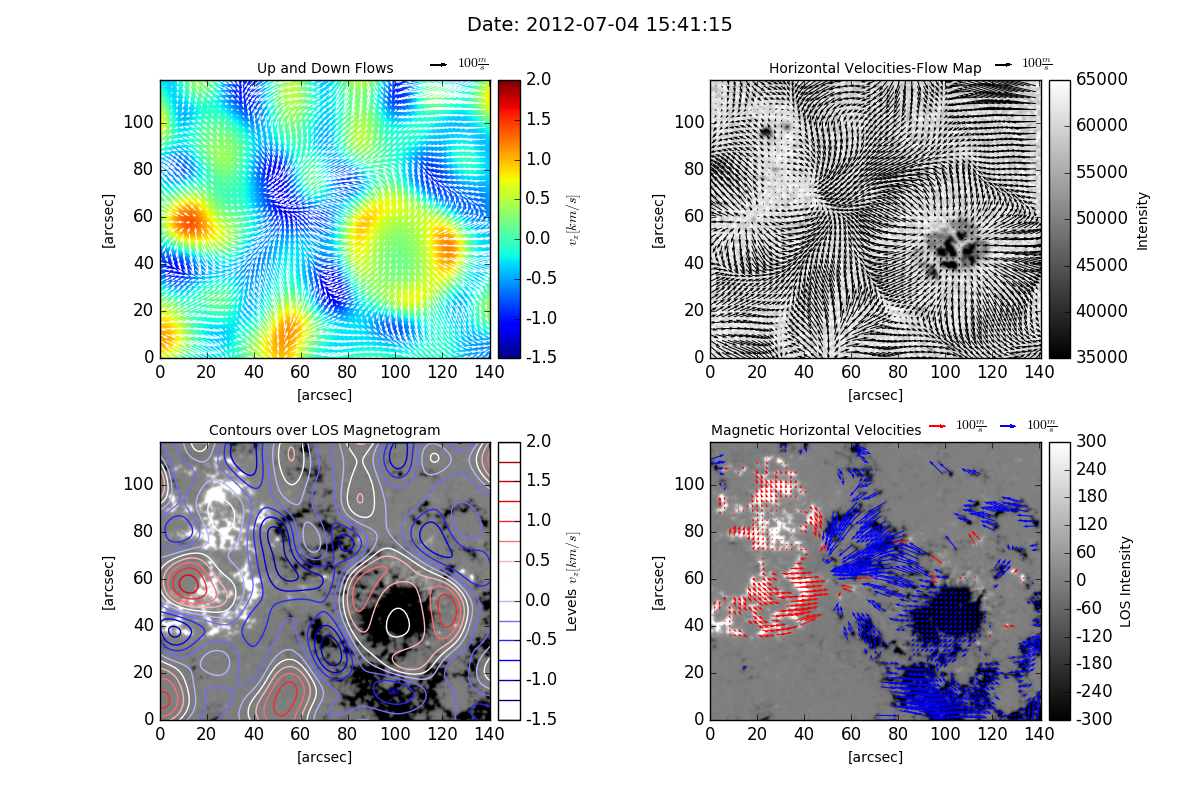 Date: 2012-07-04 15:41:15
Up and Down Flows
100 m/s
[arcsec]
100
80
60
40
20
0
0 20 40 60 80 100 120 140
[arcsec]
2.0
1.5
1.0
0.5
0.0
-0.5
-1.0
-1.5
v_z[km/s]
Horizontal Velocities-Flow Map
100 m/s
[arcsec]
100
80
60
40
20
0
0 20 40 60 80 100 120 140
[arcsec]
65000
60000
55000
50000
45000
40000
35000
Intensity
Contours over LOS Magnetogram
[arcsec]
100
80
60
40
20
0
0 20 40 60 80 100 120 140
[arcsec]
2.0
1.5
1.0
0.5
0.0
-0.5
-1.0
-1.5
Levels v_z[km/s]
Magnetic Horizontal Velocities
100 m/s
100 m/s
[arcsec]
100
80
60
40
20
0
0 20 40 60 80 100 120 140
[arcsec]
300
240
180
120
60
0
-60
-120
-180
-240
-300
LOS Intensity